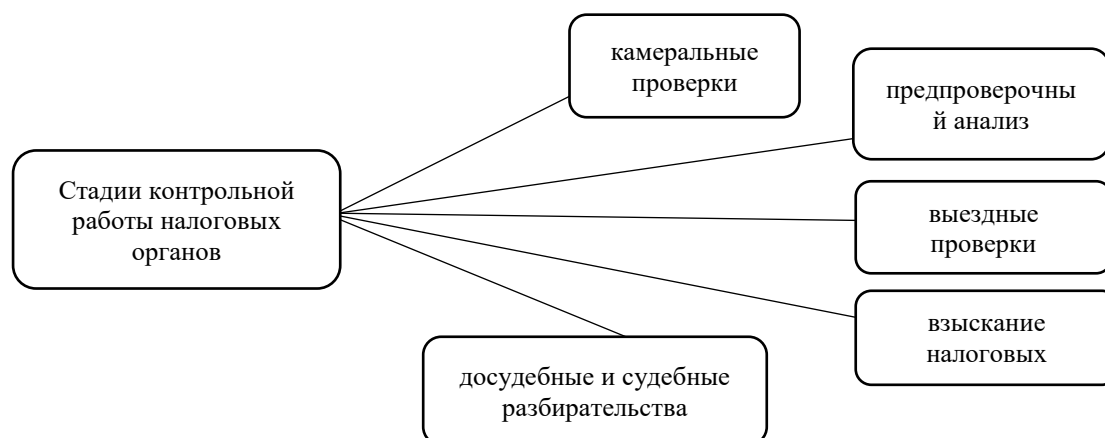 камеральные
проверки
предпроверочны
й анализ
Стадии контрольной
работы налоговых
органов
выездные
проверки
взыскание
налоговых
досудебные и судебные
разбирательства